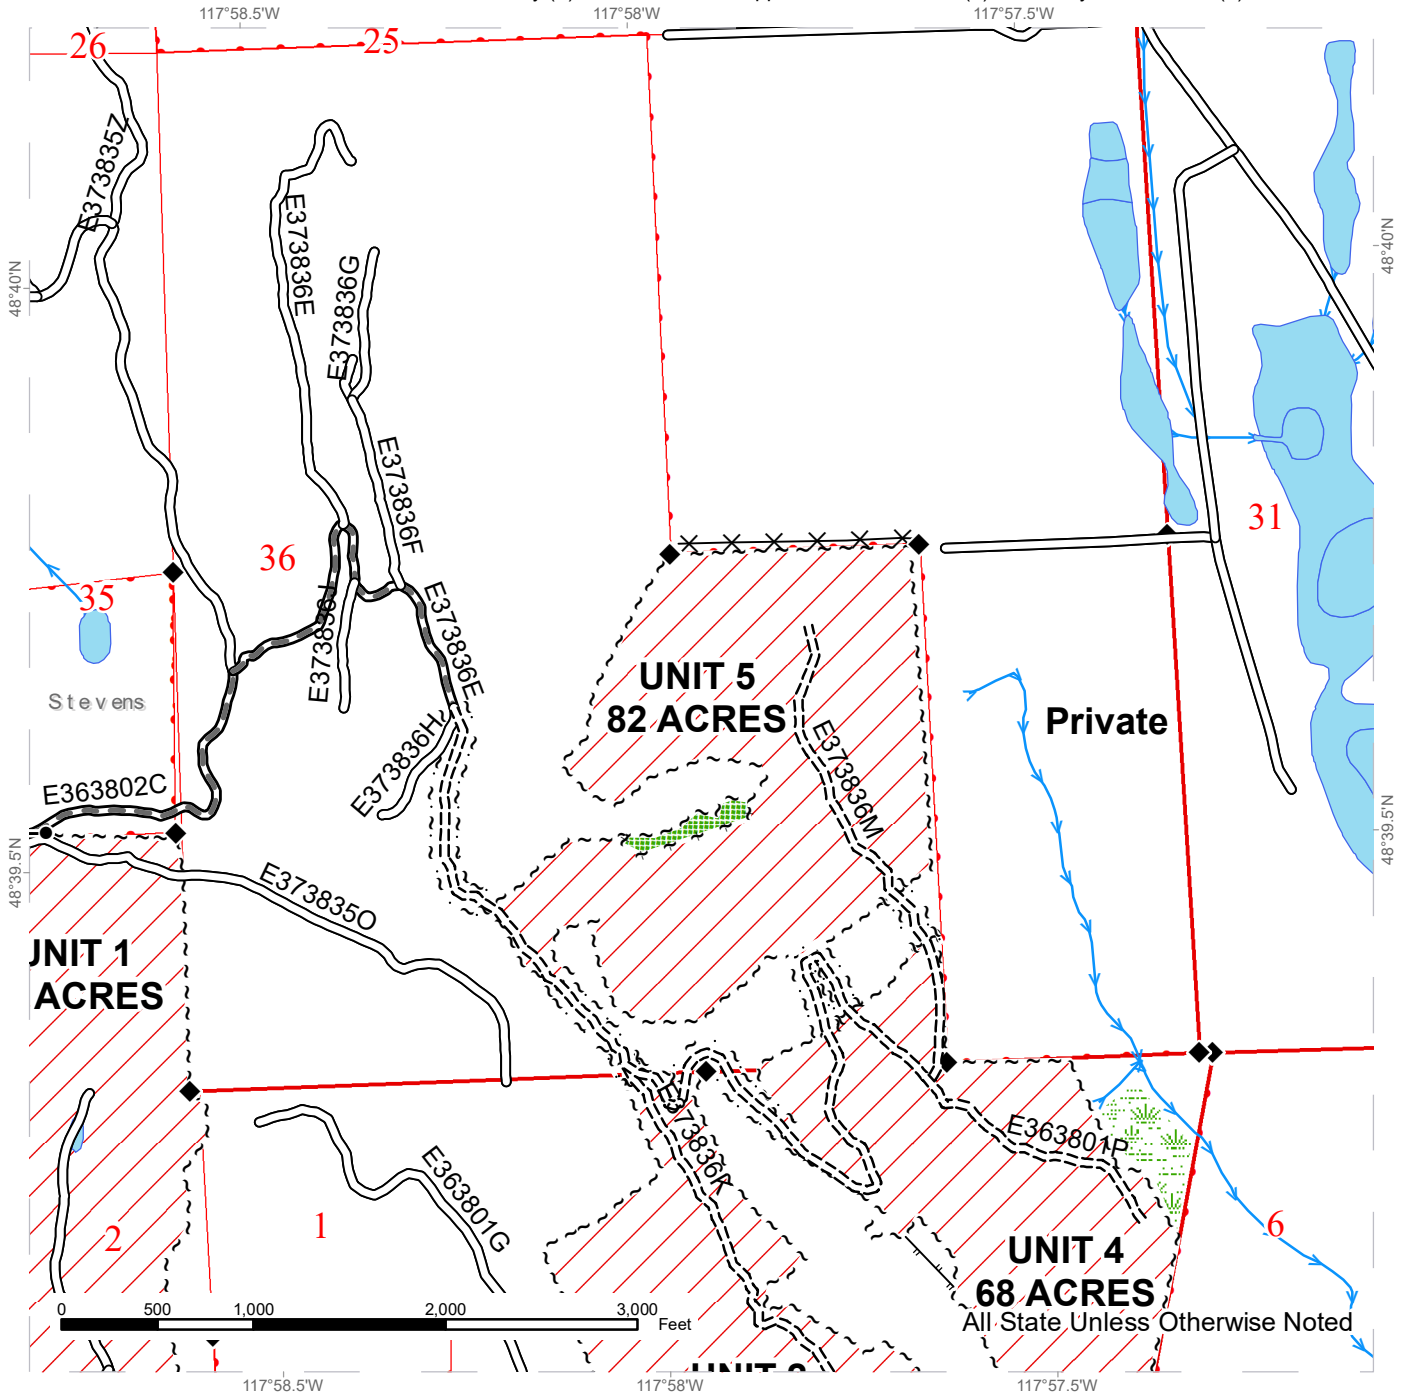 117°58.5'W
117°58'W
117°57.5'W
26
25
E373835Z
E373836E
E373836G
48°40'N
48°40'N
E373836F
36
31
35
E373836J
E373836E
Stevens
UNIT 5
82 ACRES
Private
E373836H
E373836M
E363802C
48°39.5'N
48°39.5'N
E373835O
UNIT 1
ACRES
E373836K
E363801P
E363801G
2
1
6
UNIT 4
68 ACRES
0 500 1,000 2,000 3,000
Feet
All State Unless Otherwise Noted
117°58.5'W
117°58'W
117°57.5'W